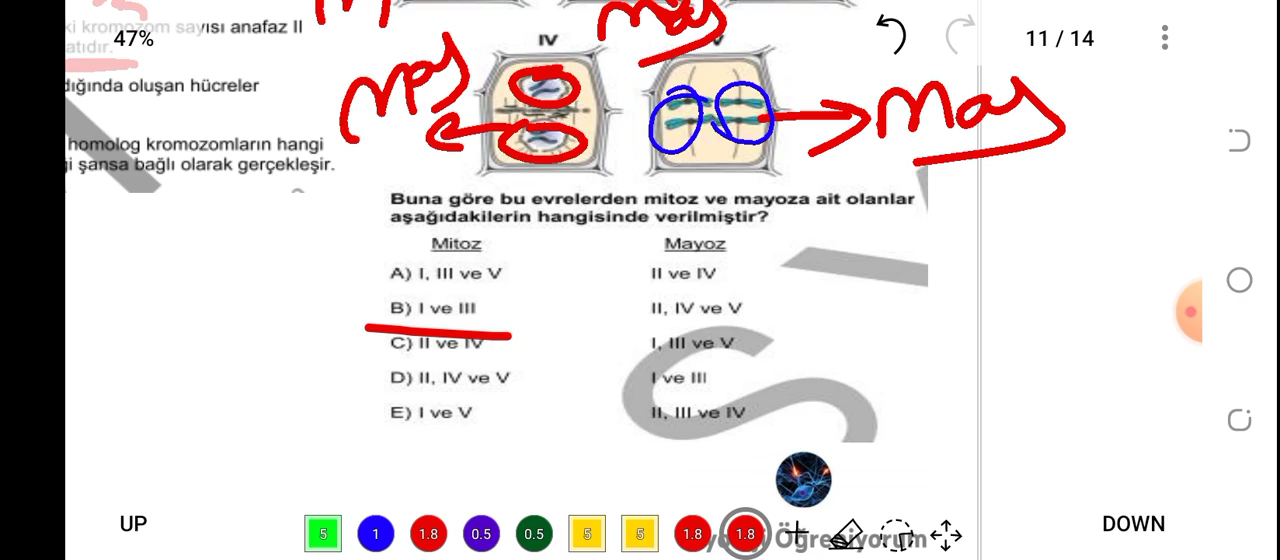 ki kromozom sayısı anafaz II
atıdır.
47%
dığında oluşan hücreler
homolog kromozomların hangi
şansa bağlı olarak gerçekleşir.
IV
V
11 / 14
may
may
may
Buna göre bu evrelerden mitoz ve mayoza ait olanlar
aşağıdakilerin hangisinde verilmiştir?
Mitoz Mayoz
A) I, III ve V II ve IV
B) I ve III II, IV ve V
C) II ve IV I, III ve V
D) II, IV ve V I ve III
E) I ve V II, III ve IV
UP
5 1 1.8 0.5 0.5 5 5 1.8 1.8
Öğreniyorum
DOWN